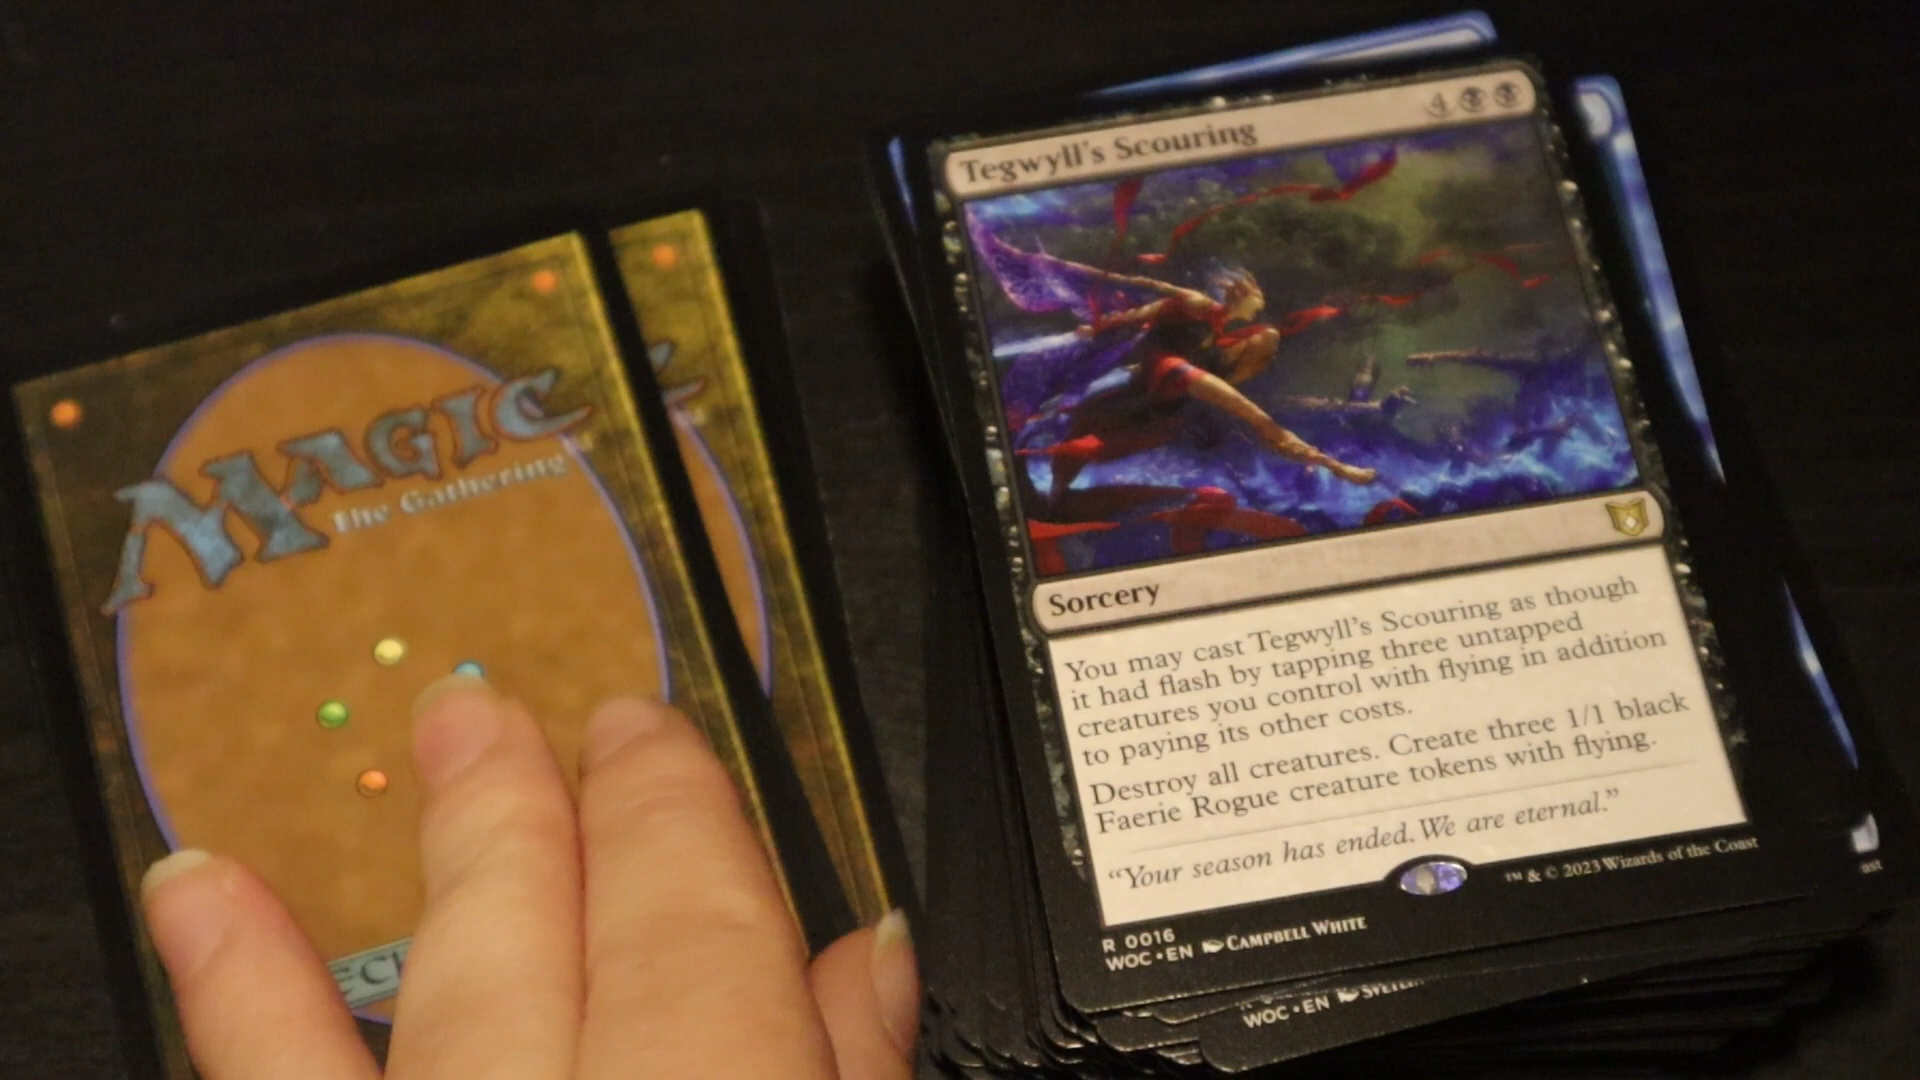 MAGIC
The Gathering
Tegwyll's Scouring
4
Sorcery
You may cast Tegwyll's Scouring as though
it had flash by tapping three untapped
creatures you control with flying in addition
to paying its other costs.
Destroy all creatures. Create three 1/1 black
Faerie Rogue creature tokens with flying.
“Your season has ended. We are eternal.”
™ & © 2023 Wizards of the Coast
R 0016
WOC • EN CAMPBELL WHITE
WOC • EN